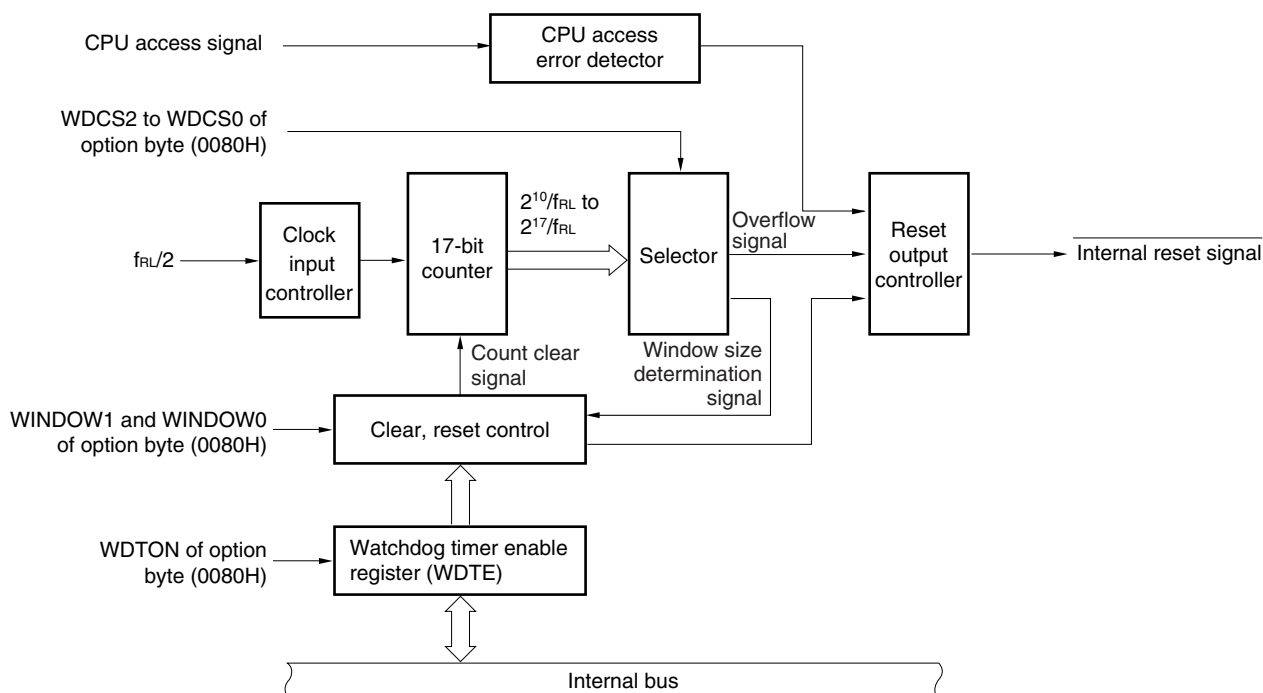 CPU access signal
CPU access
error detector
WDCS2 to WDCS0 of
option byte (0080H)
fRL/2
Clock
input
controller
17-bit
counter
2¹⁰/fRL to
2¹⁷/fRL
Selector
Overflow
signal
Reset
output
controller
Internal reset signal
Count clear
signal
Window size
determination
signal
WINDOW1 and WINDOW0
of option byte (0080H)
Clear, reset control
WDTON of option
byte (0080H)
Watchdog timer enable
register (WDTE)
Internal bus